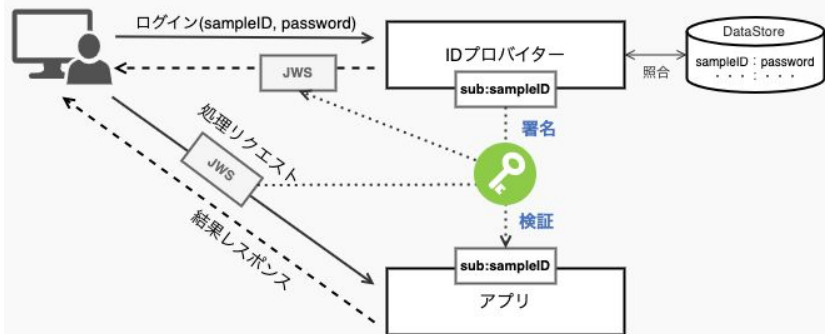 ログイン(sampleID, password)
IDプロバイター
DataStore
sampleID：password
・・・：・・・
照合
JWS
sub:sampleID
署名
処理リクエスト
JWS
結果レスポンス
検証
sub:sampleID
アプリ